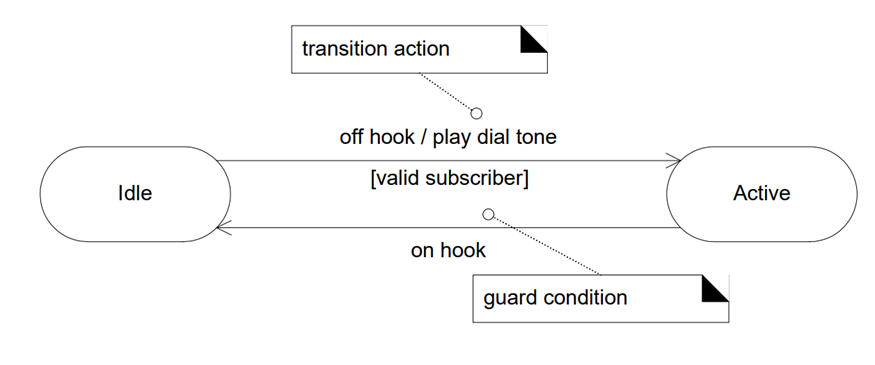 transition action
off hook / play dial tone
[valid subscriber]
Idle
Active
on hook
guard condition